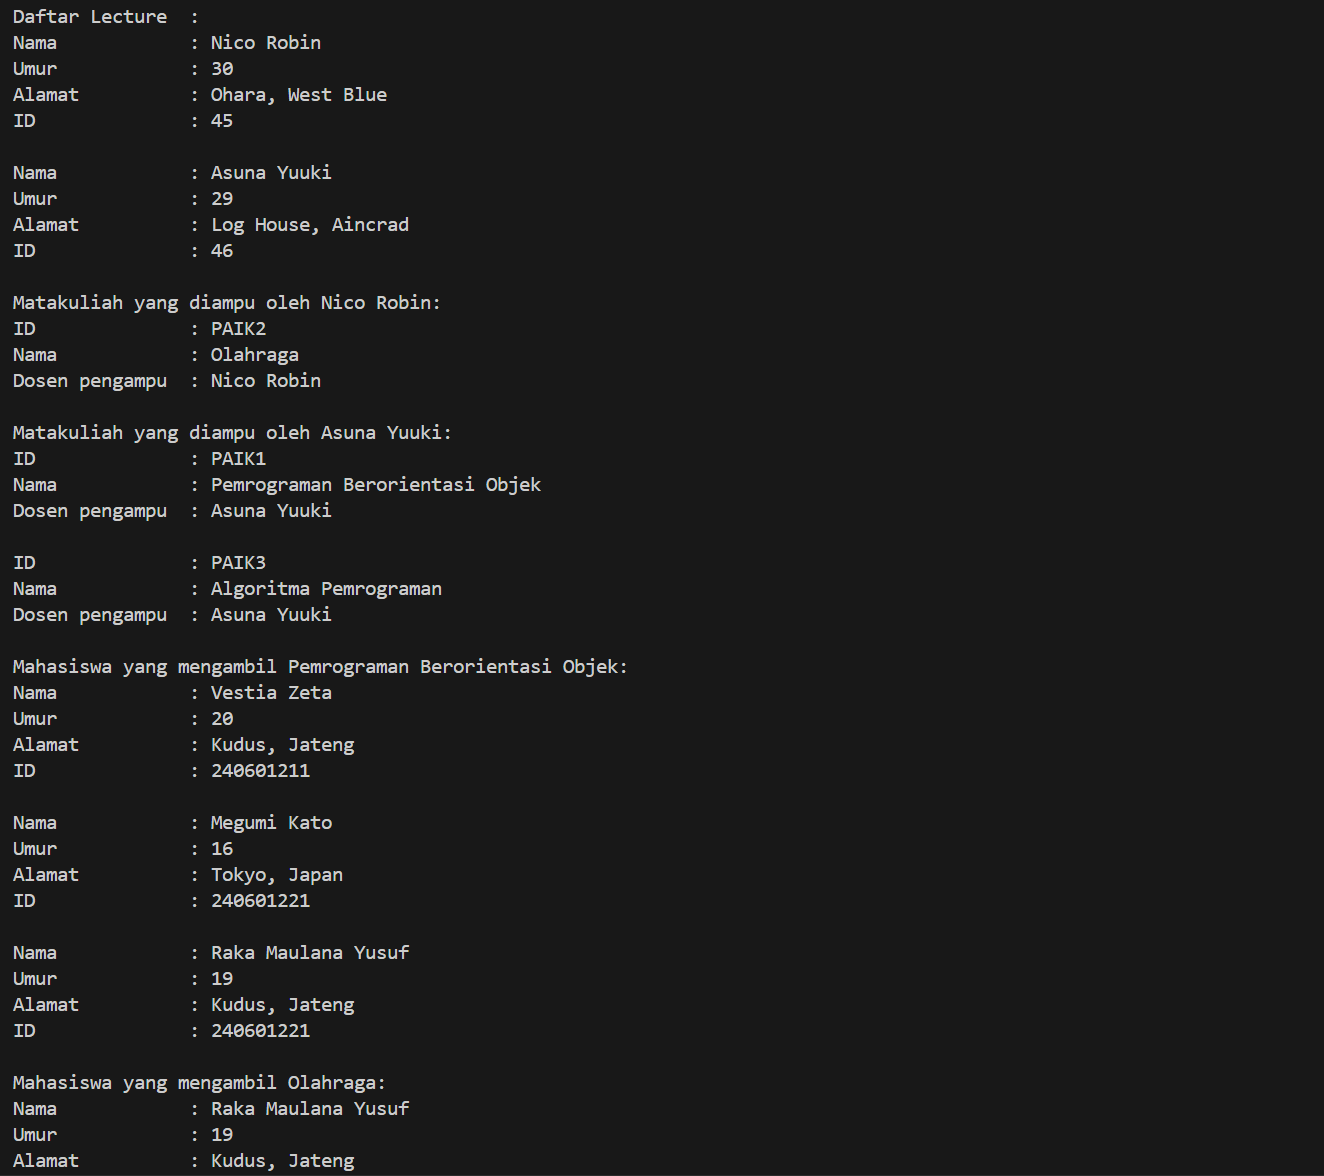 Daftar Lecture  :
Nama            : Nico Robin
Umur            : 30
Alamat          : Ohara, West Blue
ID              : 45

Nama            : Asuna Yuuki
Umur            : 29
Alamat          : Log House, Aincrad
ID              : 46

Matakuliah yang diampu oleh Nico Robin:
ID              : PAIK2
Nama            : Olahraga
Dosen pengampu  : Nico Robin

Matakuliah yang diampu oleh Asuna Yuuki:
ID              : PAIK1
Nama            : Pemrograman Berorientasi Objek
Dosen pengampu  : Asuna Yuuki

ID              : PAIK3
Nama            : Algoritma Pemrograman
Dosen pengampu  : Asuna Yuuki

Mahasiswa yang mengambil Pemrograman Berorientasi Objek:
Nama            : Vestia Zeta
Umur            : 20
Alamat          : Kudus, Jateng
ID              : 240601211

Nama            : Megumi Kato
Umur            : 16
Alamat          : Tokyo, Japan
ID              : 240601221

Nama            : Raka Maulana Yusuf
Umur            : 19
Alamat          : Kudus, Jateng
ID              : 240601221

Mahasiswa yang mengambil Olahraga:
Nama            : Raka Maulana Yusuf
Umur            : 19
Alamat          : Kudus, Jateng